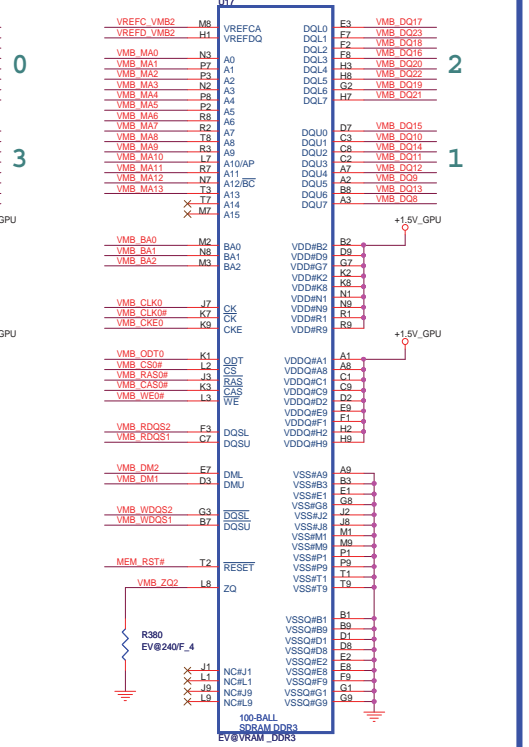 U17
VREFC_VMB2 M8 VREFCA
VREFD_VMB2 H1 VREFDQ
VMB_MA0 N3 A0
VMB_MA1 P7 A1
VMB_MA2 P3 A2
VMB_MA3 N2 A3
VMB_MA4 P8 A4
VMB_MA5 P2 A5
VMB_MA6 R8 A6
VMB_MA7 R2 A7
VMB_MA8 T8 A8
VMB_MA9 R3 A9
VMB_MA10 L7 A10/AP
VMB_MA11 R7 A11
VMB_MA12 N7 A12/BC
VMB_MA13 T3 A13
T7 A14
M7 A15
0
3
GPU
VMB_BA0 M2 BA0
VMB_BA1 N8 BA1
VMB_BA2 M3 BA2
VMB_CLK0 J7 CK
VMB_CLK0# K7 CK
VMB_CKE0 K9 CKE
GPU
VMB_ODT0 K1 ODT
VMB_CS0# L2 CS
VMB_RAS0# J3 RAS
VMB_CAS0# K3 CAS
VMB_WE0# L3 WE
VMB_RDQS2 F3 DQSL
VMB_RDQS1 C7 DQSU
VMB_DM2 E7 DML
VMB_DM1 D3 DMU
VMB_WDQS2 G3 DQSL
VMB_WDQS1 B7 DQSU
MEM_RST# T2 RESET
VMB_ZQ2 L8 ZQ
R380
EV@240/F_4
J1 NC#J1
L1 NC#L1
J9 NC#J9
L9 NC#L9
DQL0 E3 VMB_DQ17
DQL1 F7 VMB_DQ23
DQL2 F2 VMB_DQ18
DQL3 F8 VMB_DQ16
DQL4 H3 VMB_DQ20
DQL5 H8 VMB_DQ22
DQL6 G2 VMB_DQ19
DQL7 H7 VMB_DQ21
2
DQU0 D7 VMB_DQ15
DQU1 C3 VMB_DQ10
DQU2 C8 VMB_DQ14
DQU3 C2 VMB_DQ11
DQU4 A7 VMB_DQ12
DQU5 A2 VMB_DQ9
DQU6 B8 VMB_DQ13
DQU7 A3 VMB_DQ8
1
+1.5V_GPU
VDD#B2 B2
VDD#D9 D9
VDD#G7 G7
VDD#K2 K2
VDD#K8 K8
VDD#N1 N1
VDD#N9 N9
VDD#R1 R1
VDD#R9 R9
+1.5V_GPU
VDDQ#A1 A1
VDDQ#A8 A8
VDDQ#C1 C1
VDDQ#C9 C9
VDDQ#D2 D2
VDDQ#E9 E9
VDDQ#F1 F1
VDDQ#H2 H2
VDDQ#H9 H9
VSS#A9 A9
VSS#B3 B3
VSS#E1 E1
VSS#G8 G8
VSS#J2 J2
VSS#J8 J8
VSS#M1 M1
VSS#M9 M9
VSS#P1 P1
VSS#P9 P9
VSS#T1 T1
VSS#T9 T9
VSSQ#B1 B1
VSSQ#B9 B9
VSSQ#D1 D1
VSSQ#D8 D8
VSSQ#E2 E2
VSSQ#E8 E8
VSSQ#F9 F9
VSSQ#G1 G1
VSSQ#G9 G9
100-BALL
SDRAM DDR3
EV@VRAM _DDR3